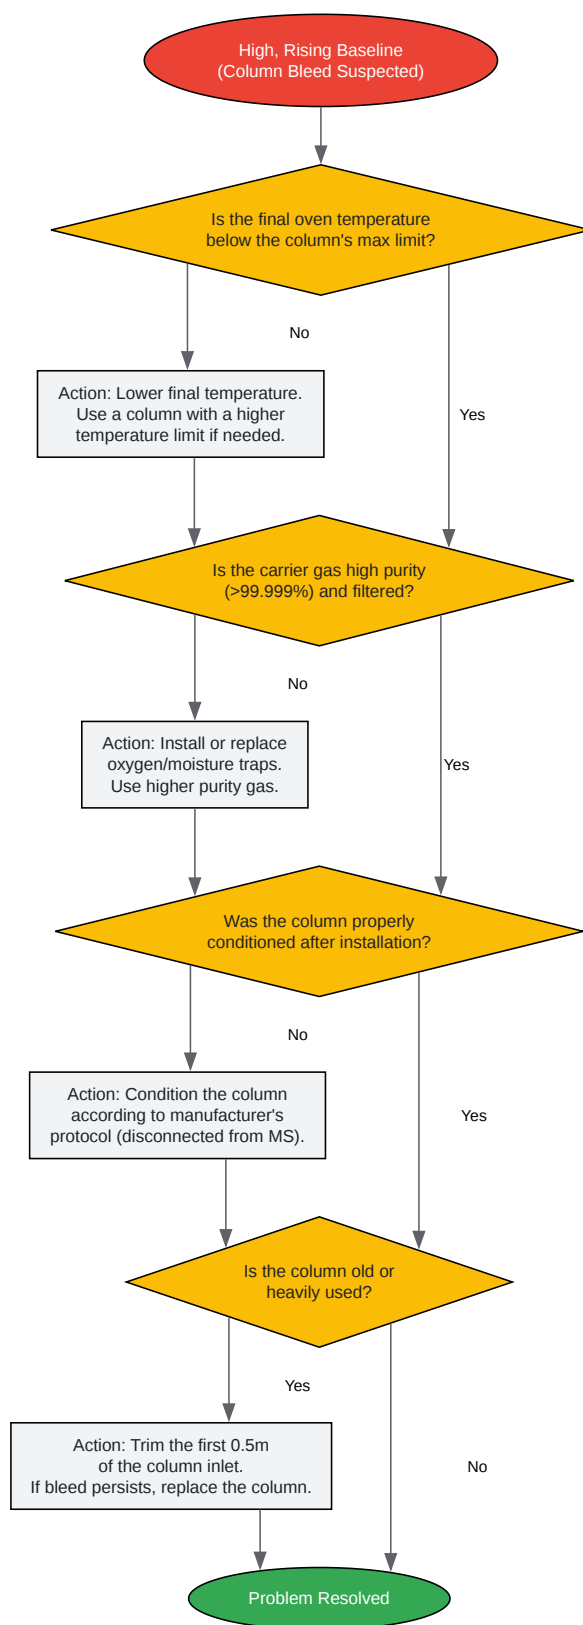 High, Rising Baseline
(Column Bleed Suspected)
Is the final oven temperature
below the column's max limit?
No
Action: Lower final temperature.
Use a column with a higher
temperature limit if needed.
Yes
Is the carrier gas high purity
(>99.999%) and filtered?
No
Action: Install or replace
oxygen/moisture traps.
Use higher purity gas.
Yes
Was the column properly
conditioned after installation?
No
Action: Condition the column
according to manufacturer's
protocol (disconnected from MS).
Yes
Is the column old or
heavily used?
Yes
Action: Trim the first 0.5m
of the column inlet.
If bleed persists, replace the column.
No
Problem Resolved